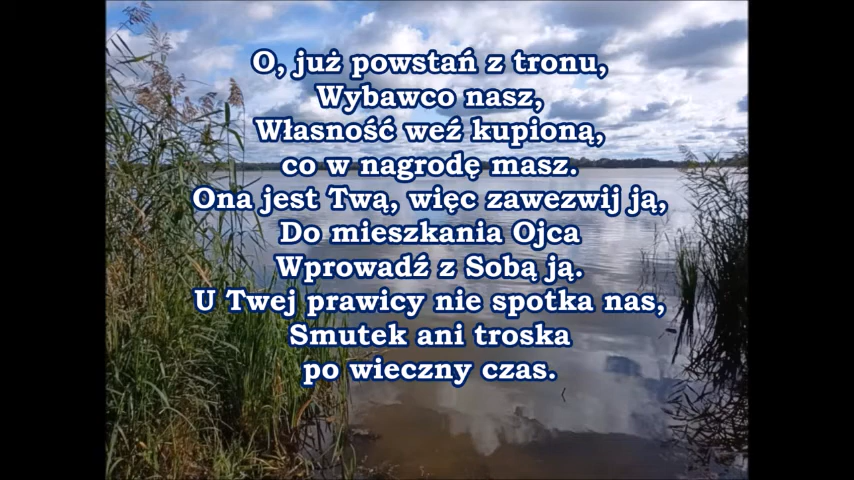 O, już powstań z tronu,
Wybawco nasz,
Własność weź kupioną,
co w nagrodę masz.
Ona jest Twą, więc zawezwij ją,
Do mieszkania Ojca
Wprowadź z Sobą ją.
U Twej prawicy nie spotka nas,
Smutek ani troska
po wieczny czas.